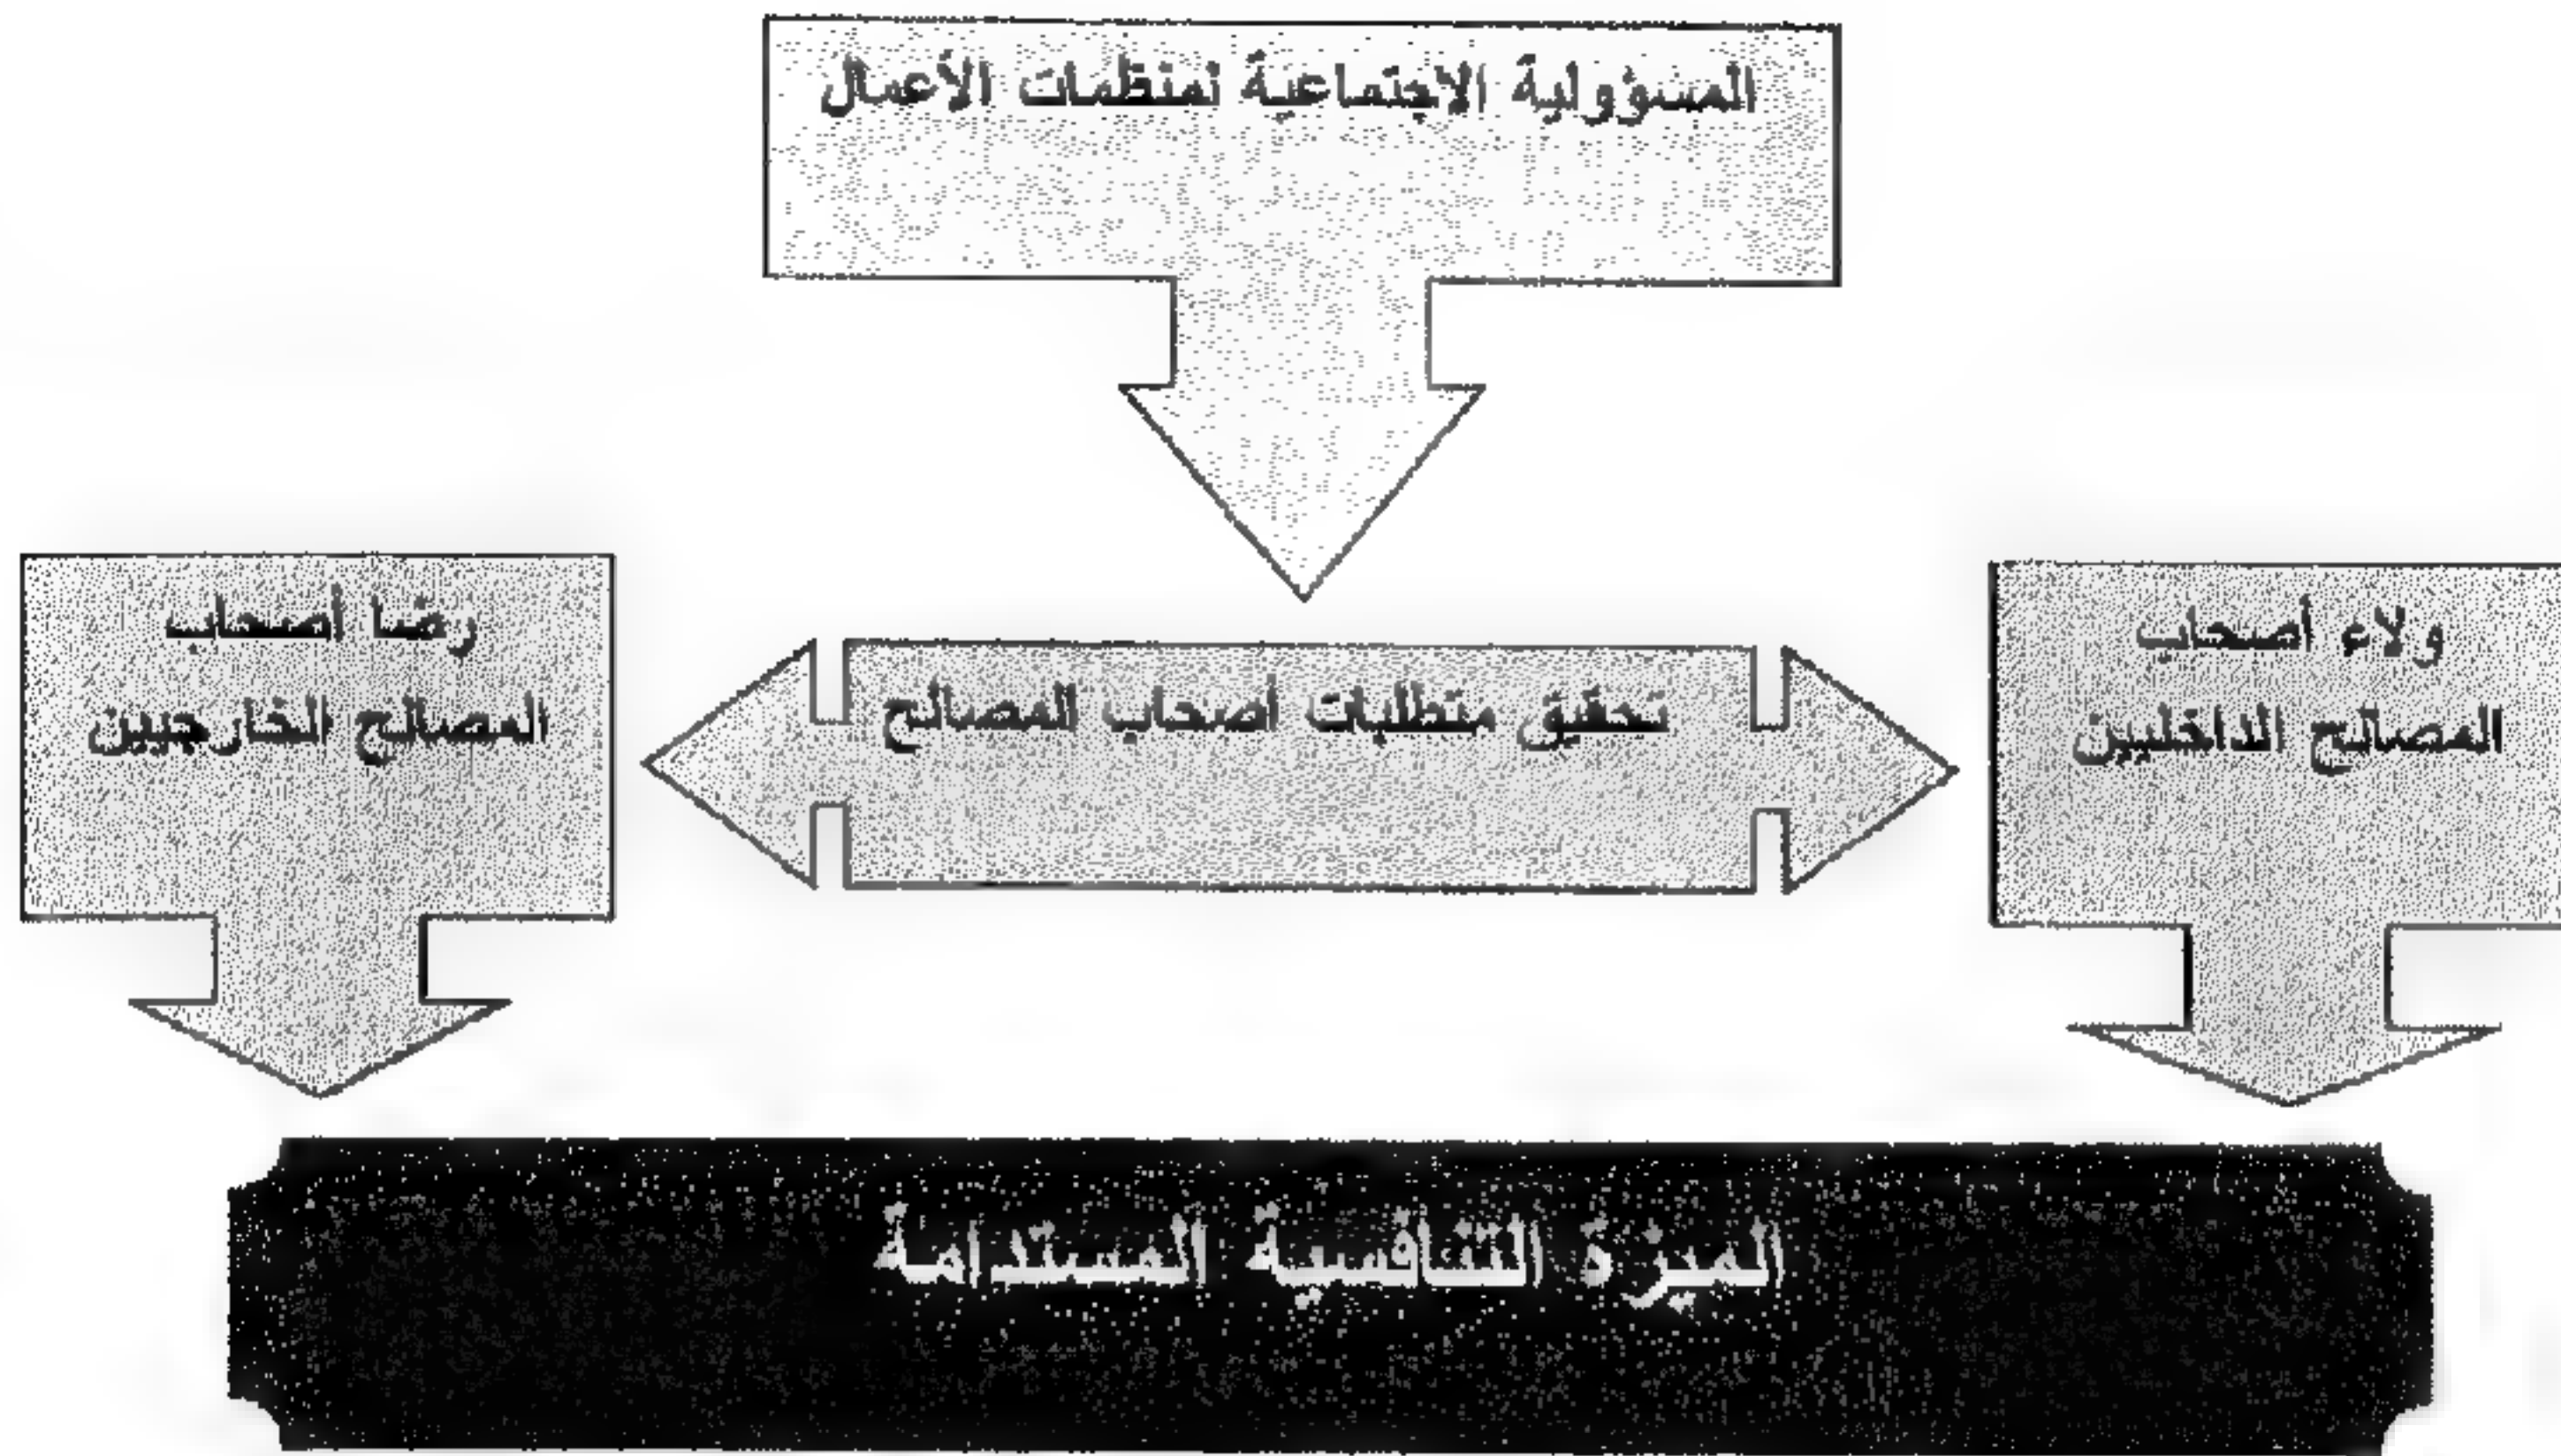 المسؤولية الاجتماعية لمنظمات الأعمال
ولاء أصحاب
المصالح الداخليين
تحقيق متطلبات أصحاب المصالح
رضا أصحاب
المصالح الخارجيين
الميزة التنافسية المستدامة